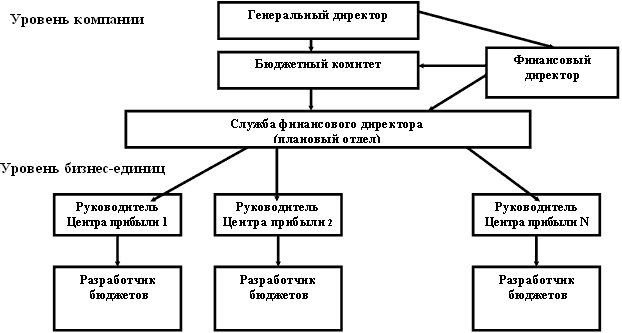 Уровень компании
Генеральный директор
Бюджетный комитет
Финансовый
директор
Служба финансового директора
(плановый отдел)
Уровень бизнес-единиц
Руководитель
Центра прибыли 1
Руководитель
Центра прибыли 2
Руководитель
Центра прибыли N
Разработчик
бюджетов
Разработчик
бюджетов
Разработчик
бюджетов